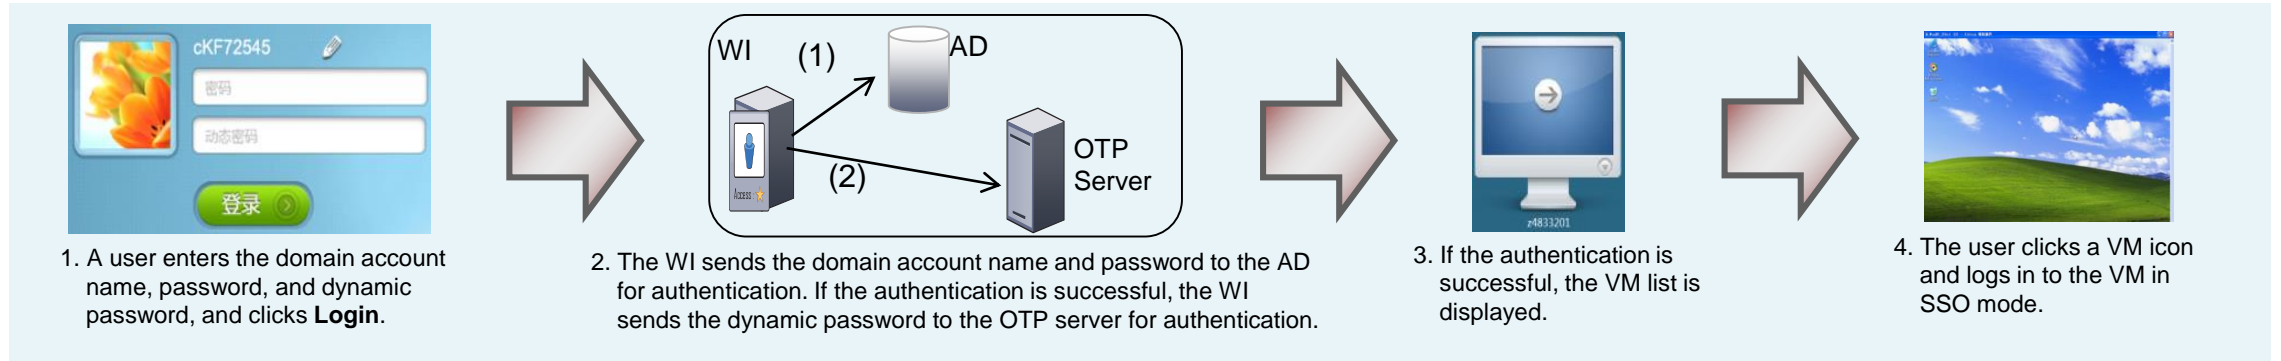 cKF72545
密码
动态密码
登录
1. A user enters the domain account
name, password, and dynamic
password, and clicks Login.
WI
(1)
AD
(2)
OTP
Server
Access
2. The WI sends the domain account name and password to the AD
for authentication. If the authentication is successful, the WI
sends the dynamic password to the OTP server for authentication.
z4833201
3. If the authentication is
successful, the VM list is
displayed.
4. The user clicks a VM icon
and logs in to the VM in
SSO mode.